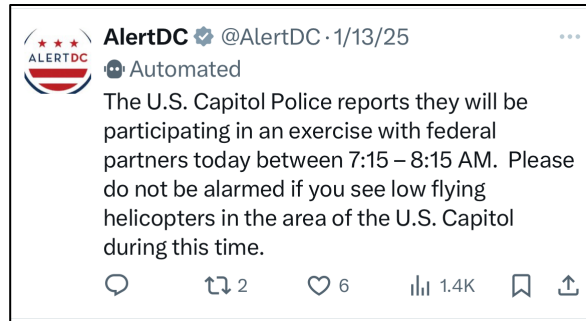 ALERTDC
AlertDC @AlertDC · 1/13/25
Automated
The U.S. Capitol Police reports they will be
participating in an exercise with federal
partners today between 7:15 – 8:15 AM.  Please
do not be alarmed if you see low flying
helicopters in the area of the U.S. Capitol
during this time.
2 6 1.4K